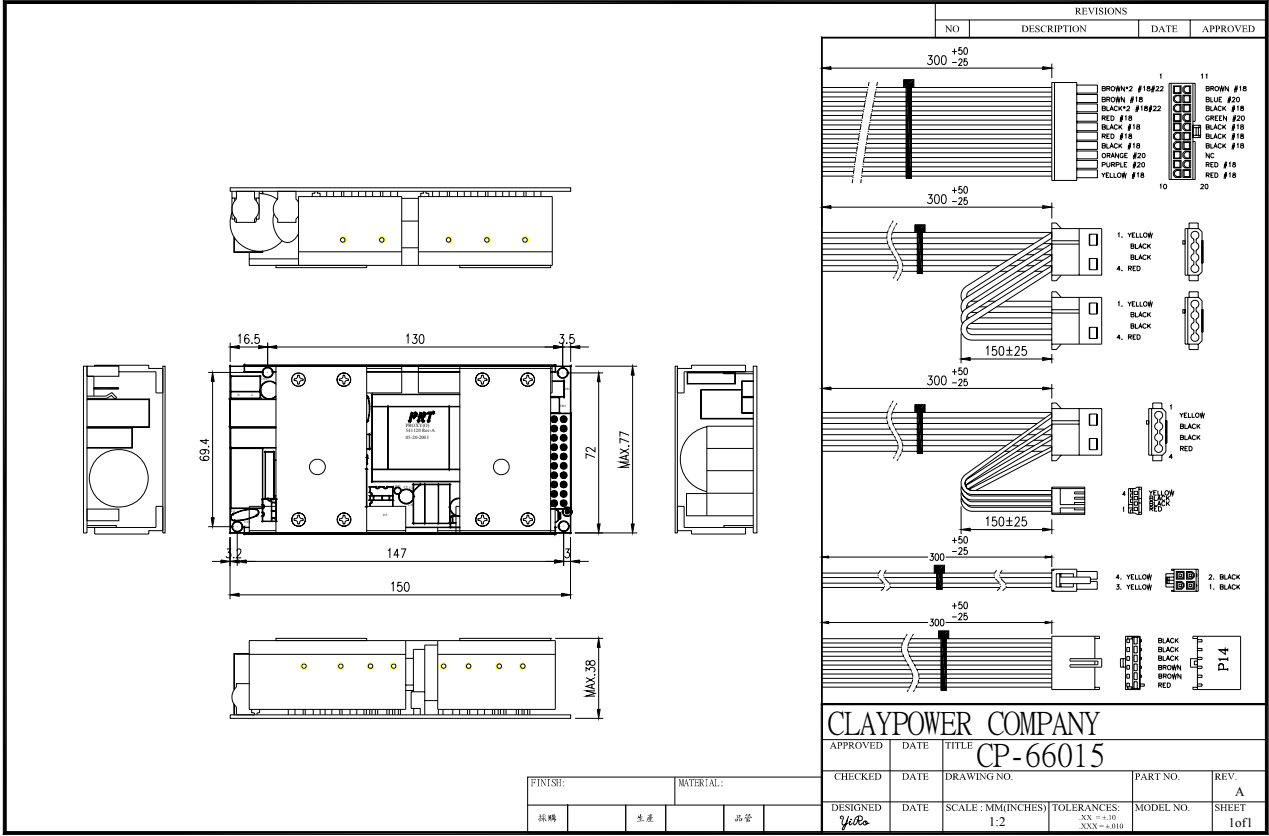 REVISIONS
NO DESCRIPTION DATE APPROVED
300 +50 -25
1 11
BROWN*2 #18#22 BROWN #18
BROWN #18 BLUE #20
BLACK*2 #18#22 BLACK #18
RED #18 GREEN #20
BLACK #18 BLACK #18
RED #18 BLACK #18
BLACK #18 BLACK #18
ORANGE #20 NC
PURPLE #20 RED #18
YELLOW #18 RED #18
10 20
300 +50 -25
1. YELLOW
BLACK
BLACK
4. RED
1. YELLOW
BLACK
BLACK
4. RED
150±25
300 +50 -25
1
YELLOW
BLACK
BLACK
RED
4
4 YELLOW
BLACK
BLACK
1 RED
150±25
300 +50 -25
4. YELLOW 2. BLACK
3. YELLOW 1. BLACK
300 +50 -25
BLACK
BLACK
BLACK
BROWN
BROWN
RED
P14
16.5 130 3.5
69.4
72
MAX.77
PRT
PROXY(O)
541120 Rev-A
05-20-2003
3.2 147 3
150
MAX.38
CLAYPOWER COMPANY
APPROVED DATE TITLE CP-66015
CHECKED DATE DRAWING NO. PART NO. REV.
A
DESIGNED DATE SCALE : MM(INCHES) TOLERANCES: MODEL NO. SHEET
YiRo 1:2 .XX = ±.10 1of1
.XXX = ±.010
FINISH: MATERIAL:
採購 生產 品管